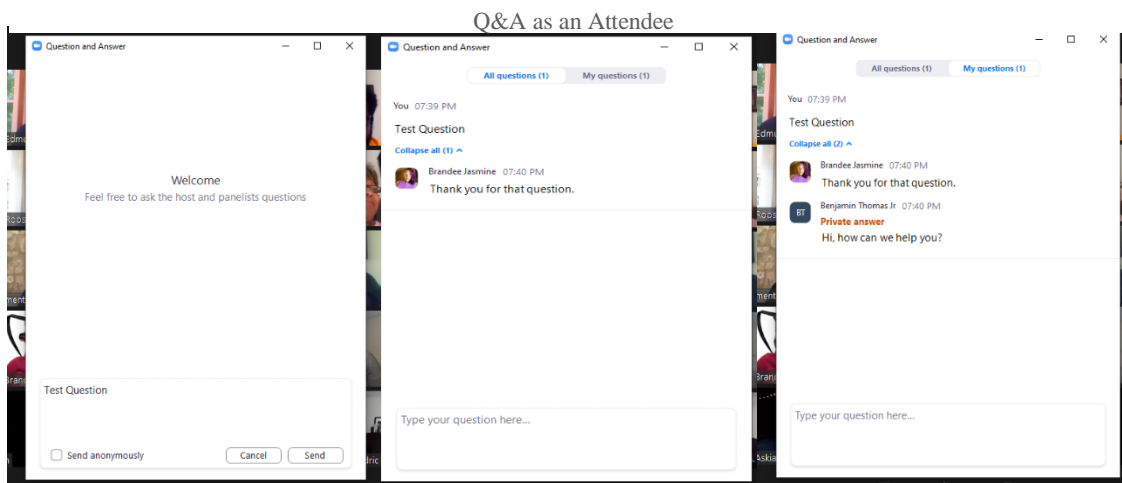 Q&A as an Attendee
Question and Answer
Welcome
Feel free to ask the host and panelists questions
Test Question
Send anonymously
Cancel
Send
Question and Answer
All questions (1)
My questions (1)
You 07:39 PM
Test Question
Collapse all (1)
Brandee Jasmine 07:40 PM
Thank you for that question.
Type your question here...
Question and Answer
All questions (1)
My questions (1)
You 07:39 PM
Test Question
Collapse all (2)
Brandee Jasmine 07:40 PM
Thank you for that question.
BT
Benjamin Thomas Jr 07:40 PM
Private answer
Hi, how can we help you?
Type your question here...